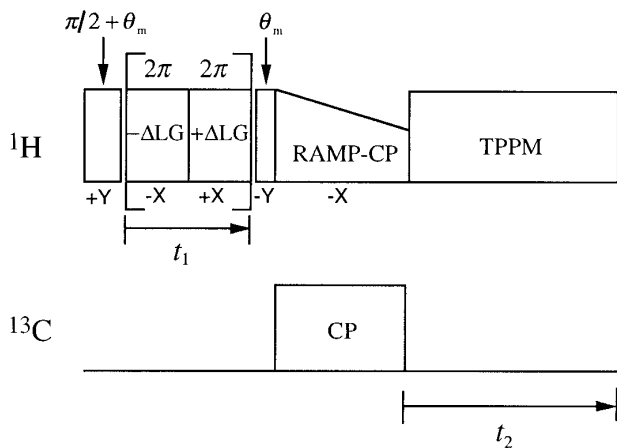 π/2 + θm θm
2π 2π
¹H −ΔLG +ΔLG RAMP-CP TPPM
+Y -X +X -Y -X
t₁
¹³C CP
t₂